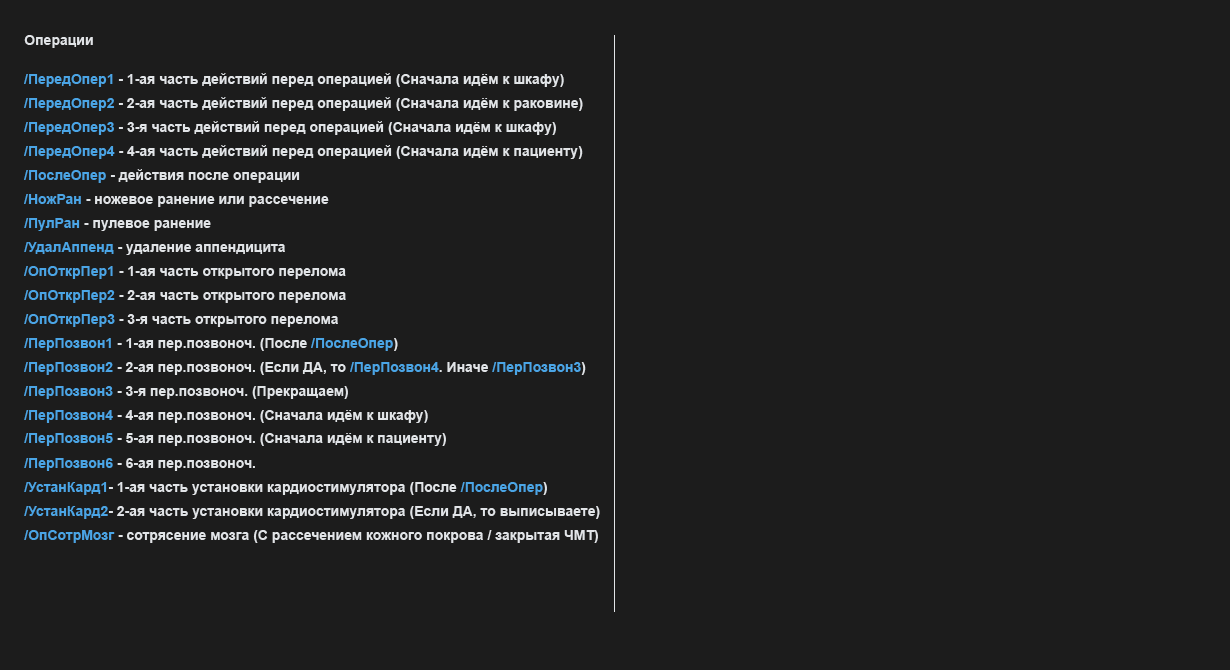 Операции
/ПередОпер1 - 1-ая часть действий перед операцией (Сначала идём к шкафу)
/ПередОпер2 - 2-ая часть действий перед операцией (Сначала идём к раковине)
/ПередОпер3 - 3-я часть действий перед операцией (Сначала идём к шкафу)
/ПередОпер4 - 4-ая часть действий перед операцией (Сначала идём к пациенту)
/ПослеОпер - действия после операции
/НожРан - ножевое ранение или рассечение
/ПулРан - пулевое ранение
/УдалАппенд - удаление аппендицита
/ОпОткрПер1 - 1-ая часть открытого перелома
/ОпОткрПер2 - 2-ая часть открытого перелома
/ОпОткрПер3 - 3-я часть открытого перелома
/ПерПозвон1 - 1-ая пер.позвоноч. (После /ПослеОпер)
/ПерПозвон2 - 2-ая пер.позвоноч. (Если ДА, то /ПерПозвон4. Иначе /ПерПозвон3)
/ПерПозвон3 - 3-я пер.позвоноч. (Прекращаем)
/ПерПозвон4 - 4-ая пер.позвоноч. (Сначала идём к шкафу)
/ПерПозвон5 - 5-ая пер.позвоноч. (Сначала идём к пациенту)
/ПерПозвон6 - 6-ая пер.позвоноч.
/УстанКард1- 1-ая часть установки кардиостимулятора (После /ПослеОпер)
/УстанКард2- 2-ая часть установки кардиостимулятора (Если ДА, то выписываете)
/ОпСотрМозг - сотрясение мозга (С рассечением кожного покрова / закрытая ЧМТ)